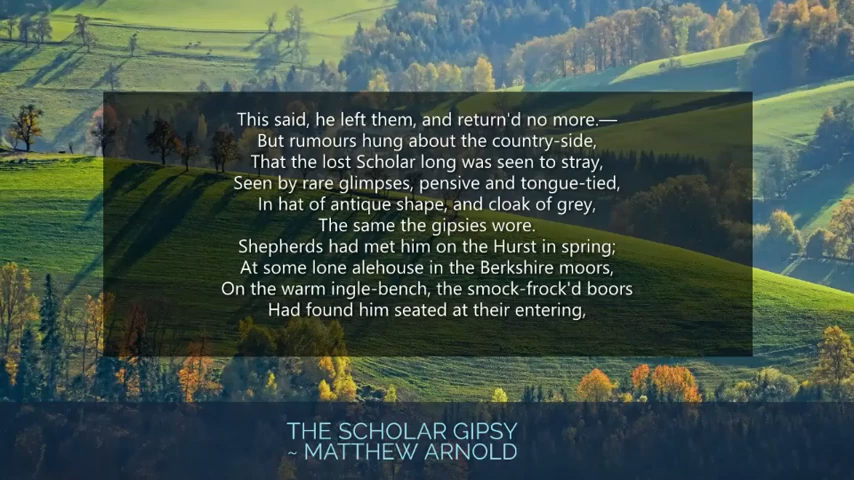 This said, he left them, and return'd no more.—
But rumours hung about the country-side,
That the lost Scholar long was seen to stray,
Seen by rare glimpses, pensive and tongue-tied,
In hat of antique shape, and cloak of grey,
The same the gipsies wore.
Shepherds had met him on the Hurst in spring;
At some lone alehouse in the Berkshire moors,
On the warm ingle-bench, the smock-frock'd boors
Had found him seated at their entering,
THE SCHOLAR GIPSY
~ MATTHEW ARNOLD